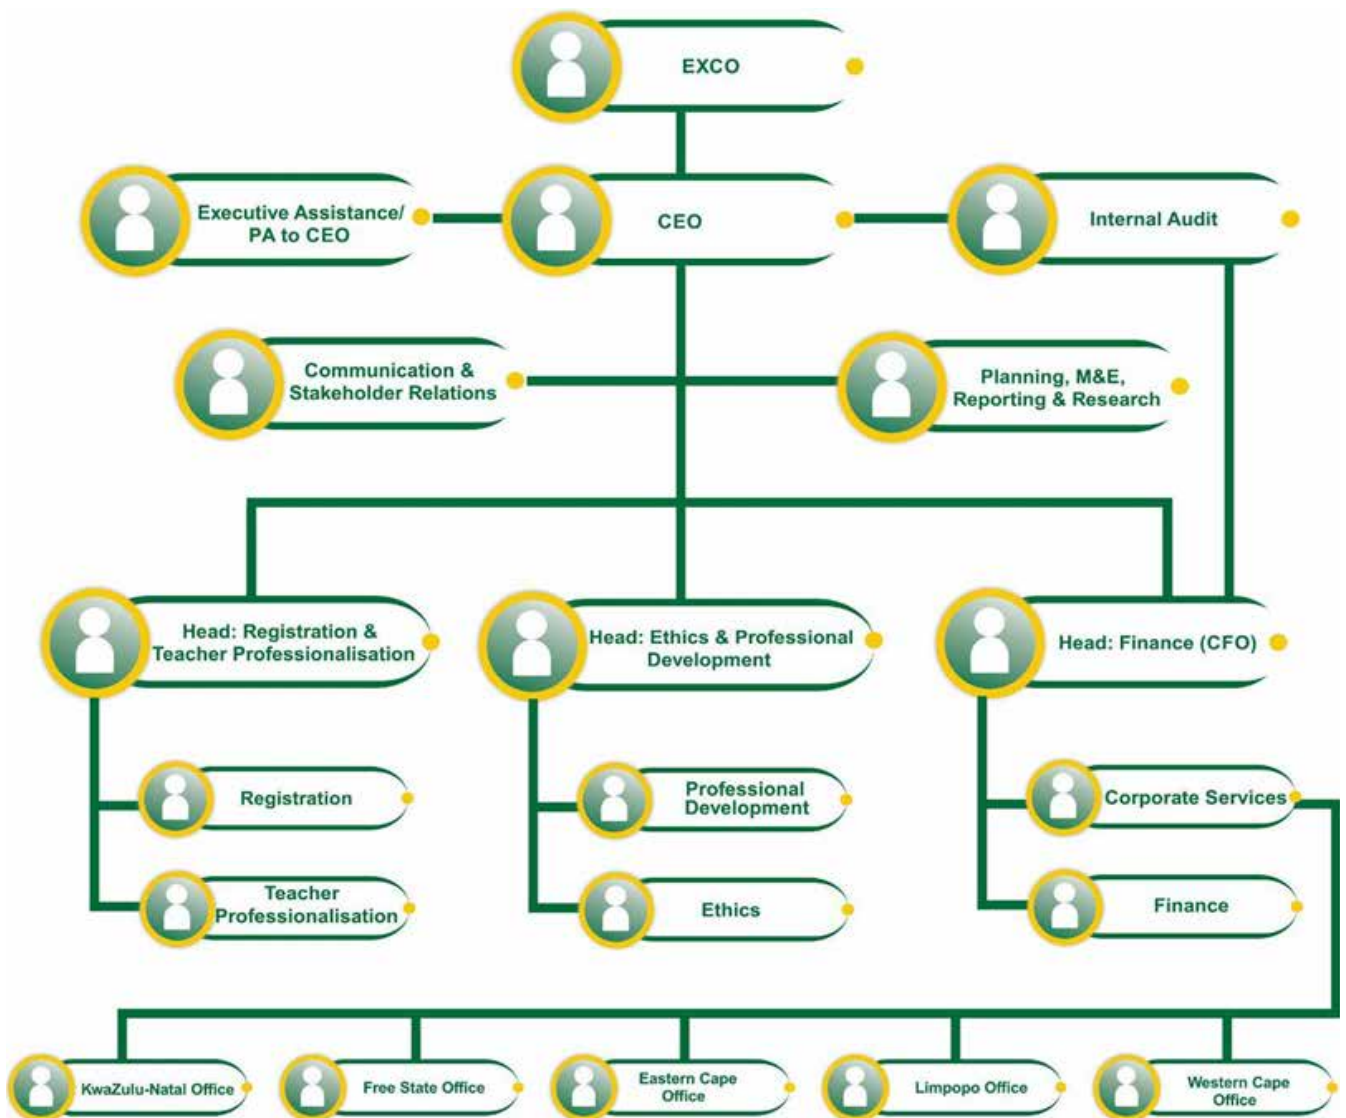 EXCO
Executive Assistance/
PA to CEO
CEO
Internal Audit
Communication &
Stakeholder Relations
Planning, M&E,
Reporting & Research
Head: Registration &
Teacher Professionalisation
Head: Ethics & Professional
Development
Head: Finance (CFO)
Registration
Professional
Development
Corporate Services
Teacher
Professionalisation
Ethics
Finance
KwaZulu-Natal Office
Free State Office
Eastern Cape
Office
Limpopo Office
Western Cape
Office